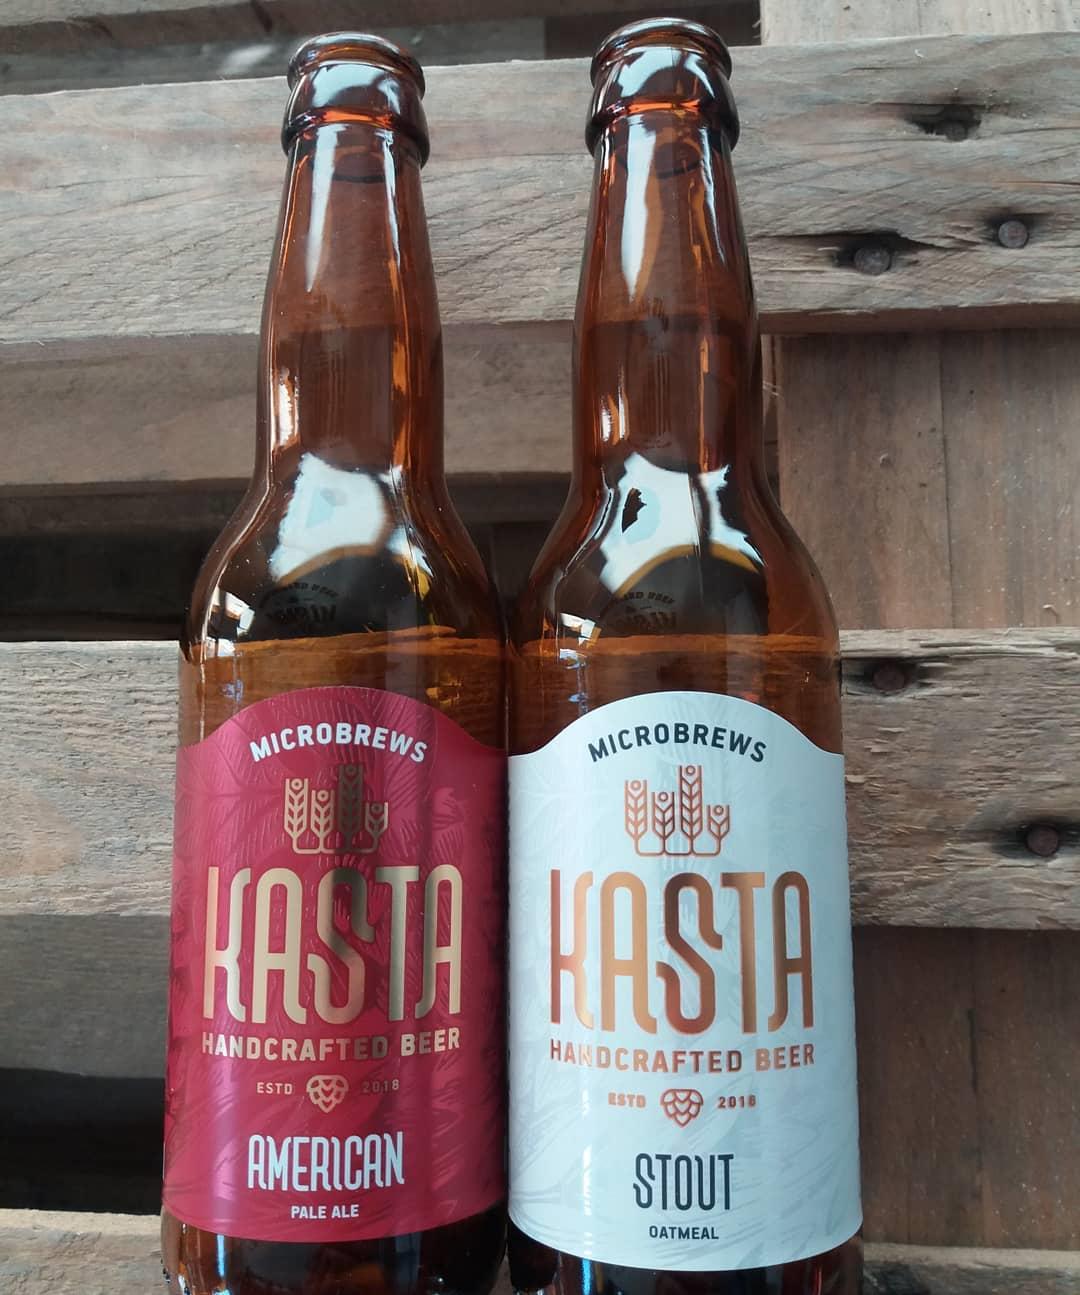 MICROBREWS
KASTA
HANDCRAFTED BEER
ESTD 2018
AMERICAN
PALE ALE
MICROBREWS
KASTA
HANDCRAFTED BEER
ESTD 2018
STOUT
OATMEAL